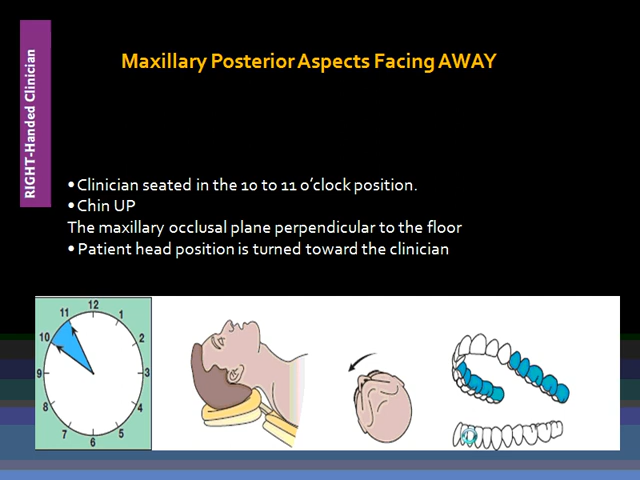 RIGHT-Handed Clinician
Maxillary Posterior Aspects Facing AWAY
• Clinician seated in the 10 to 11 o’clock position.
• Chin UP
The maxillary occlusal plane perpendicular to the floor
• Patient head position is turned toward the clinician
12
11
1
10
2
9
3
8
4
7
5
6